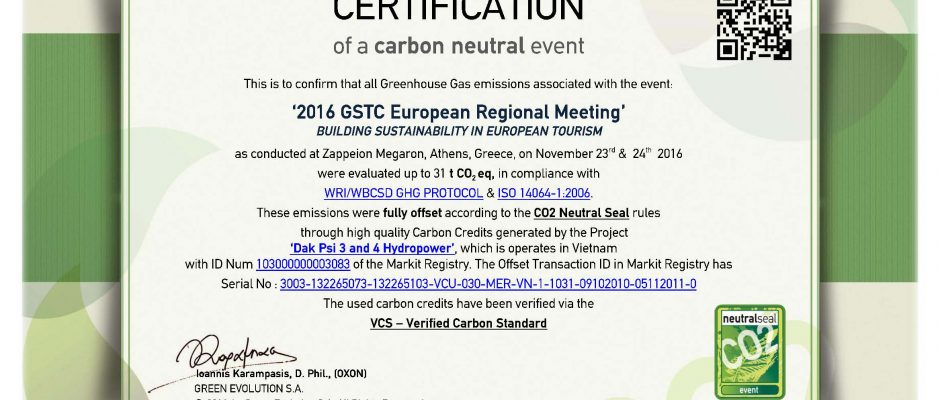 CERTIFICATION
of a carbon neutral event
This is to confirm that all Greenhouse Gas emissions associated with the event:
‘2016 GSTC European Regional Meeting’
BUILDING SUSTAINABILITY IN EUROPEAN TOURISM
as conducted at Zappeion Megaron, Athens, Greece, on November 23rd & 24th 2016
were evaluated up to 31 t CO2 eq, in compliance with
WRI/WBCSD GHG PROTOCOL & ISO 14064-1:2006.
These emissions were fully offset according to the CO2 Neutral Seal rules
through high quality Carbon Credits generated by the Project
‘Dak Psi 3 and 4 Hydropower’, which is operates in Vietnam
with ID Num 103000000003083 of the Markit Registry. The Offset Transaction ID in Markit Registry has
Serial No : 3003-132265073-132265103-VCU-030-MER-VN-1-1031-09102010-05112011-0
The used carbon credits have been verified via the
VCS – Verified Carbon Standard
neutralseal
CO2
event
Ioannis Karampasis, D. Phil., (OXON)
GREEN EVOLUTION S.A.